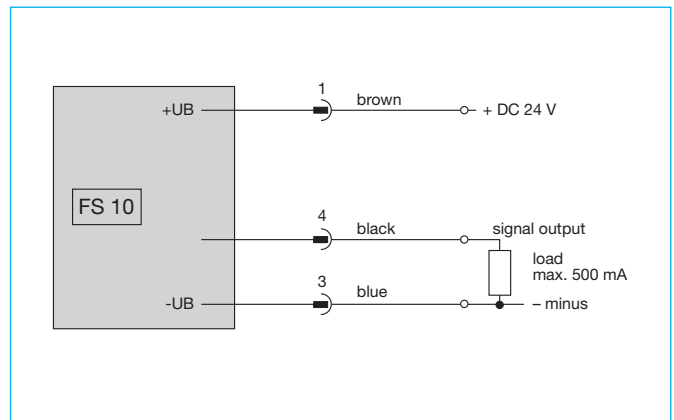 1
+UB brown + DC 24 V
FS 10
4
black signal output
load
max. 500 mA
3
blue
-UB – minus